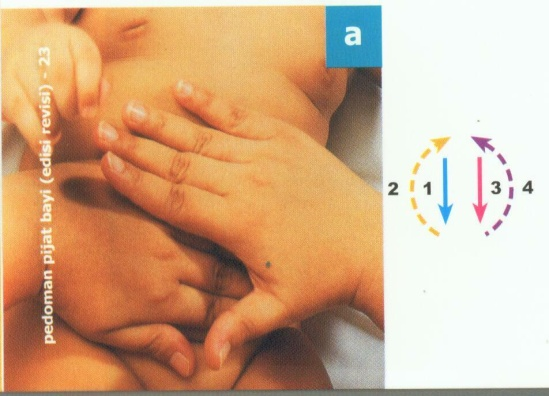 pedoman pijat bayi (edisi revisi) - 23
a
2 1 3 4